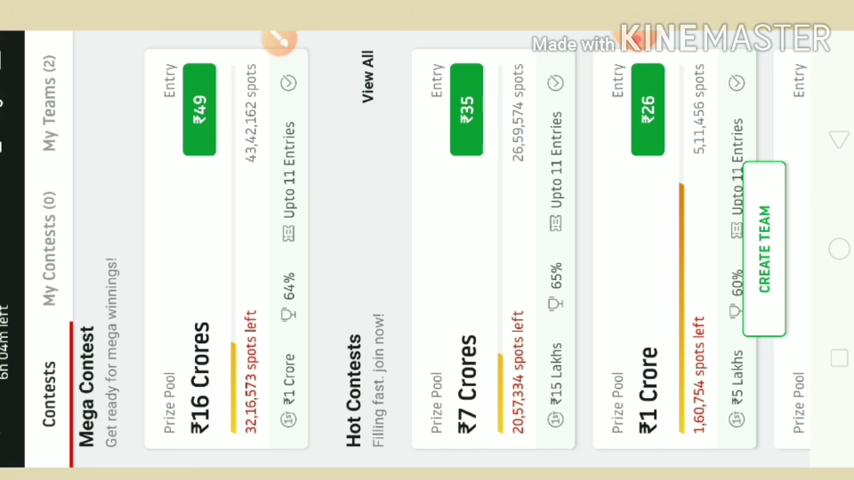 Made with KINEMASTER
6h 04m left
Contests
My Contests (0)
My Teams (2)
Mega Contest
Get ready for mega winnings!
Prize Pool
Entry
₹16 Crores
₹49
32,16,573 spots left
43,42,162 spots
1st ₹1 Crore
64%
Upto 11 Entries
Hot Contests
View All
Filling fast. join now!
Prize Pool
Entry
₹7 Crores
₹35
20,57,334 spots left
26,59,574 spots
1st ₹15 Lakhs
65%
Upto 11 Entries
Prize Pool
Entry
₹1 Crore
₹26
1,60,754 spots left
5,11,456 spots
1st ₹5 Lakhs
60%
Upto 11 Entries
CREATE TEAM
Prize Pool
Entry